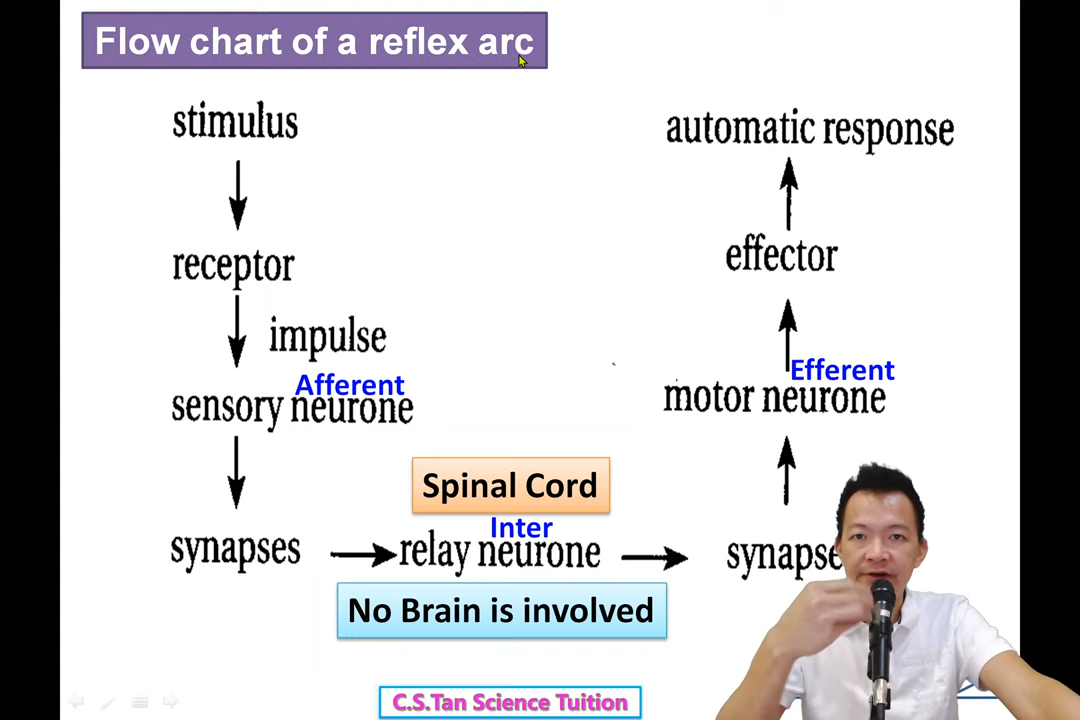 Flow chart of a reflex arc
stimulus
receptor
impulse
Afferent
sensory neurone
synapses
Spinal Cord
Inter
relay neurone
No Brain is involved
automatic response
effector
Efferent
motor neurone
C.S.Tan Science Tuition